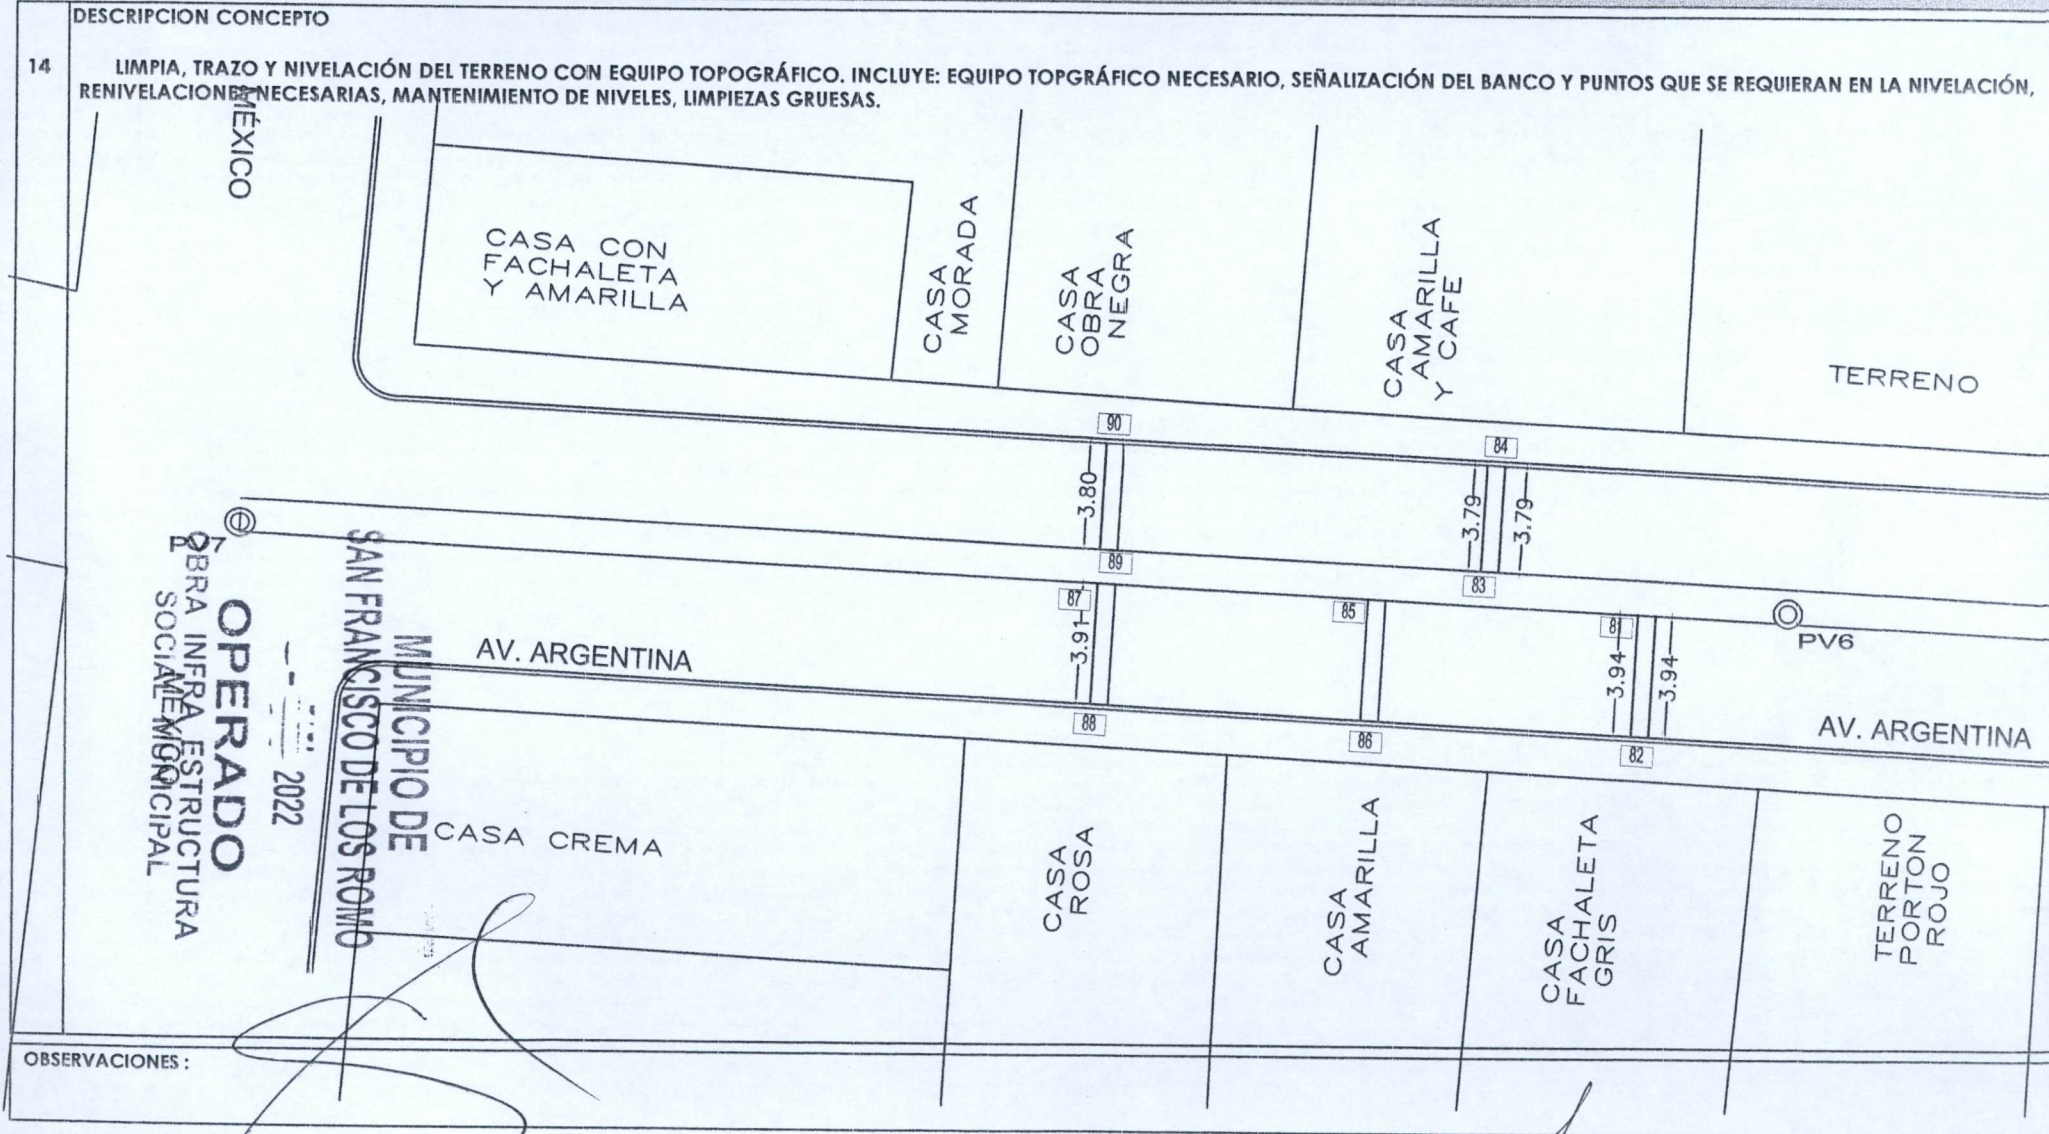 DESCRIPCION CONCEPTO
14
LIMPIA, TRAZO Y NIVELACIÓN DEL TERRENO CON EQUIPO TOPOGRÁFICO. INCLUYE: EQUIPO TOPGRÁFICO NECESARIO, SEÑALIZACIÓN DEL BANCO Y PUNTOS QUE SE REQUIERAN EN LA NIVELACIÓN,
RENIVELACIONES NECESARIAS, MANTENIMIENTO DE NIVELES, LIMPIEZAS GRUESAS.
MÉXICO
CASA CON
FACHALETA
Y AMARILLA
CASA
MORADA
CASA
OBRA
NEGRA
CASA
AMARILLA
Y CAFE
TERRENO
90
84
3.80
3.79
3.79
89
83
87
85
81
PV7
PV6
3.91
3.94
3.94
AV. ARGENTINA
AV. ARGENTINA
88
86
82
MUNICIPIO DE
SAN FRANCISCO DE LOS ROMO
2022
OPERADO
OBRA INFRA ESTRUCTURA
SOCIAL MUNICIPAL
MÉXICO
CASA CREMA
CASA
ROSA
CASA
AMARILLA
CASA
FACHALETA
GRIS
TERRENO
PORTON
ROJO
OBSERVACIONES :